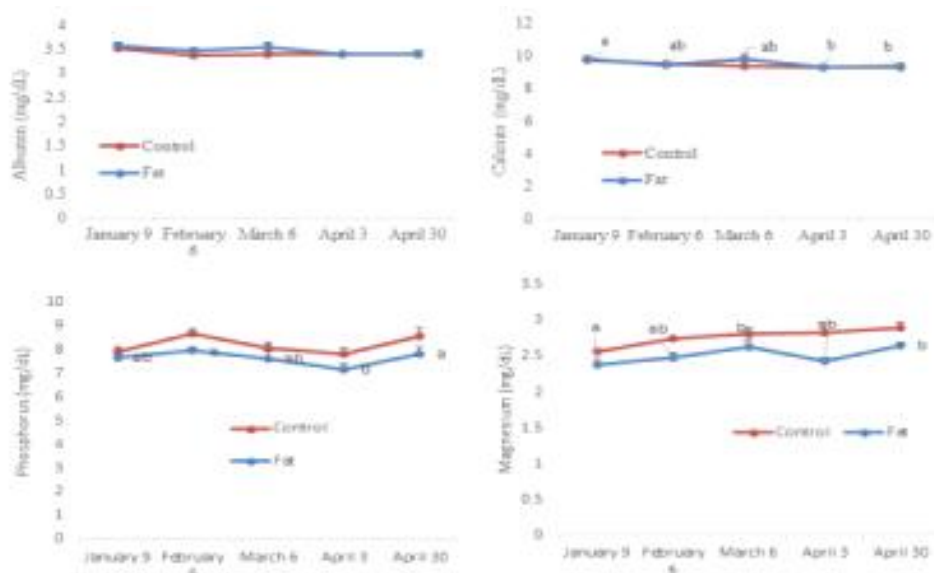 Albumn (mg/dL)
4
3.5
3
2.5
2
1.5
1
0.5
0
Control
Fat
January 9 February 6 March 6 April 3 April 30
(mg/dL)
12
10
8
6
4
2
0
a ab ab b b
Control
Fat
January 9 February 6 March 6 April 3 April 30
Phosphorus (mg/dL)
10
9
8
7
6
5
4
3
2
1
0
ab a ab b a
Control
Fat
January 9 February 6 March 6 April 3 April 30
Magnesium (mg/dL)
3.5
3
2.5
2
1.5
1
0.5
0
a ab ab b
Control Fat
January 9 February 6 March 6 April 3 April 30